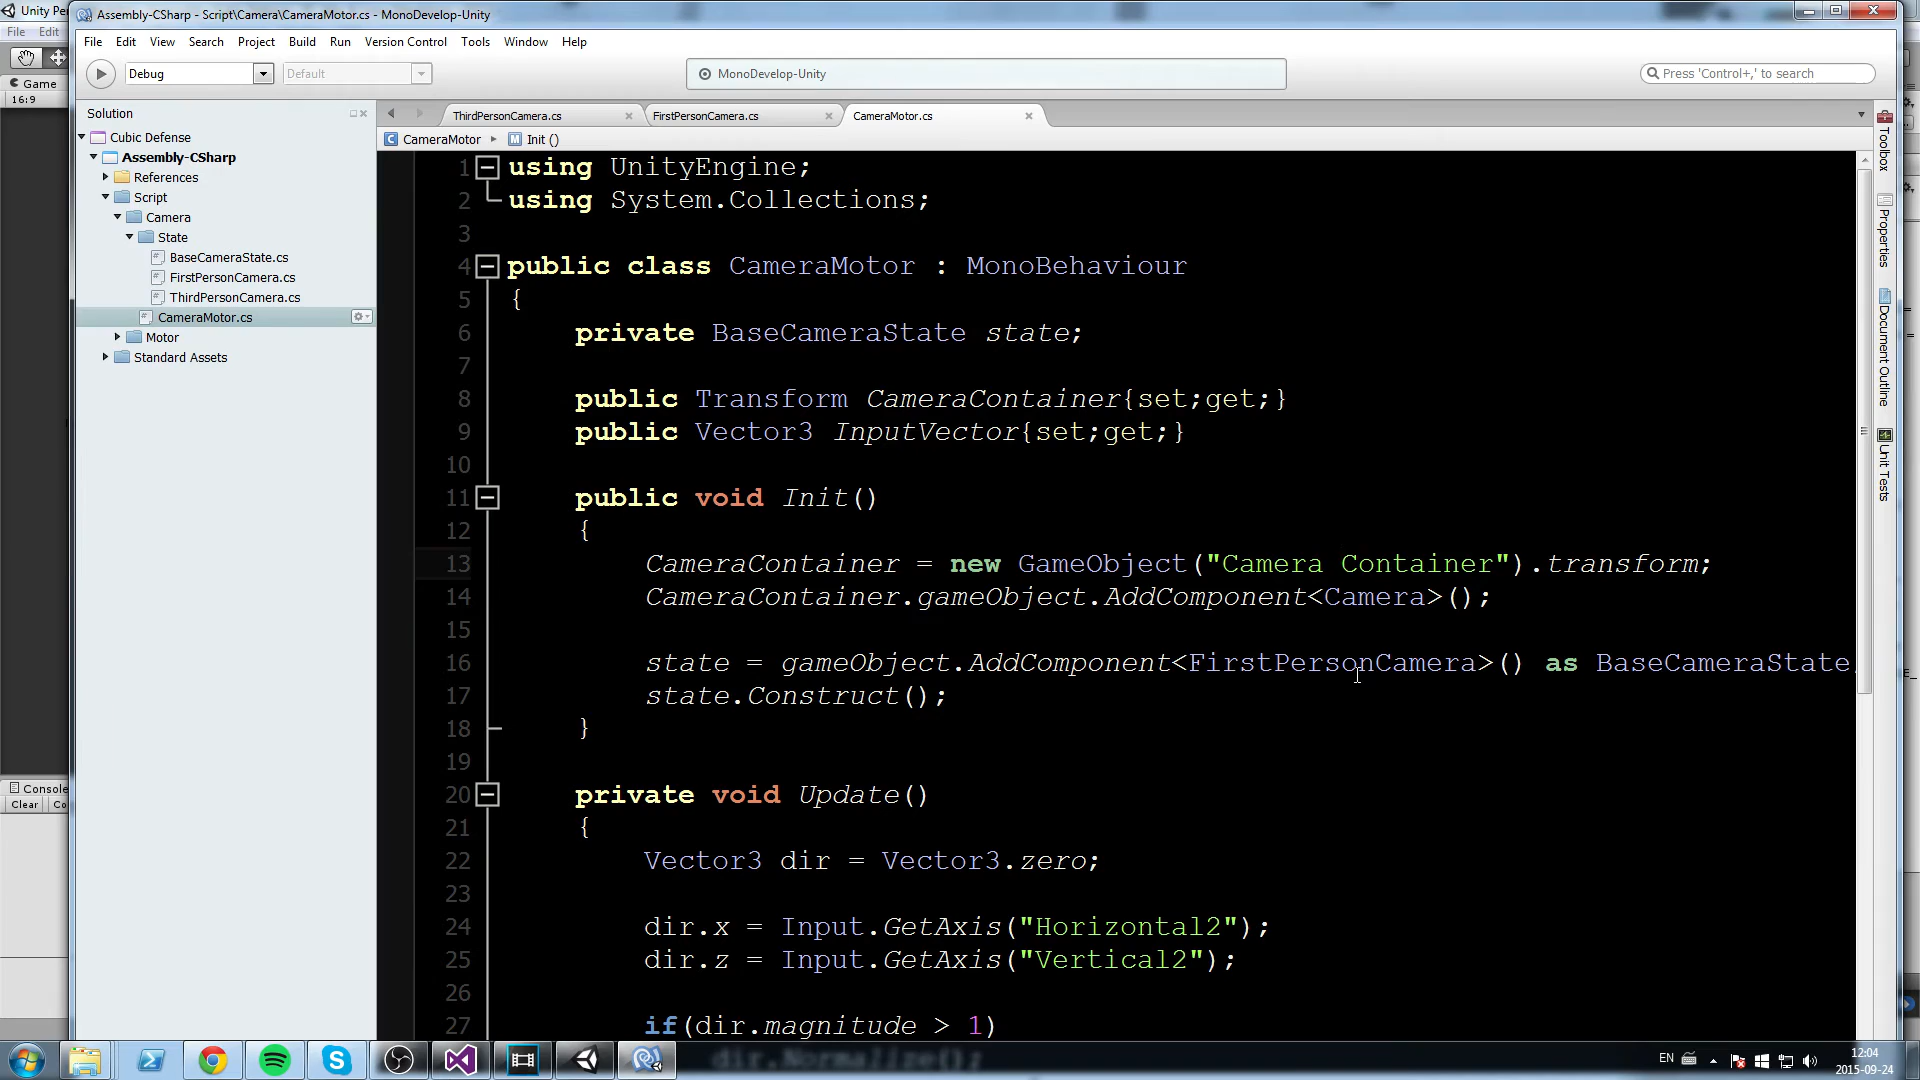 Unity Per
Assembly-CSharp - Script\Camera\CameraMotor.cs - MonoDevelop-Unity
File Edit
File Edit View Search Project Build Run Version Control Tools Window Help
Debug
Default
MonoDevelop-Unity
Press 'Control+,' to search
Game
16:9
Solution
ThirdPersonCamera.cs
FirstPersonCamera.cs
CameraMotor.cs
CameraMotor
Init ()
Cubic Defense
Assembly-CSharp
References
Script
Camera
State
BaseCameraState.cs
FirstPersonCamera.cs
ThirdPersonCamera.cs
CameraMotor.cs
Motor
Standard Assets
1 using UnityEngine;
2 using System.Collections;
3
4 public class CameraMotor : MonoBehaviour
5 {
6 private BaseCameraState state;
7
8 public Transform CameraContainer{set;get;}
9 public Vector3 InputVector{set;get;}
10
11 public void Init()
12 {
13 CameraContainer = new GameObject("Camera Container").transform;
14 CameraContainer.gameObject.AddComponent<Camera>();
15
16 state = gameObject.AddComponent<FirstPersonCamera>() as BaseCameraState
17 state.Construct();
18 }
19
20 private void Update()
21 {
22 Vector3 dir = Vector3.zero;
23
24 dir.x = Input.GetAxis("Horizontal2");
25 dir.z = Input.GetAxis("Vertical2");
26
27 if(dir.magnitude > 1)
dir.Normalize();
Toolbox
Properties
Document Outline
Unit Tests
Console
Clear Co
EN
12:04
2015-09-24